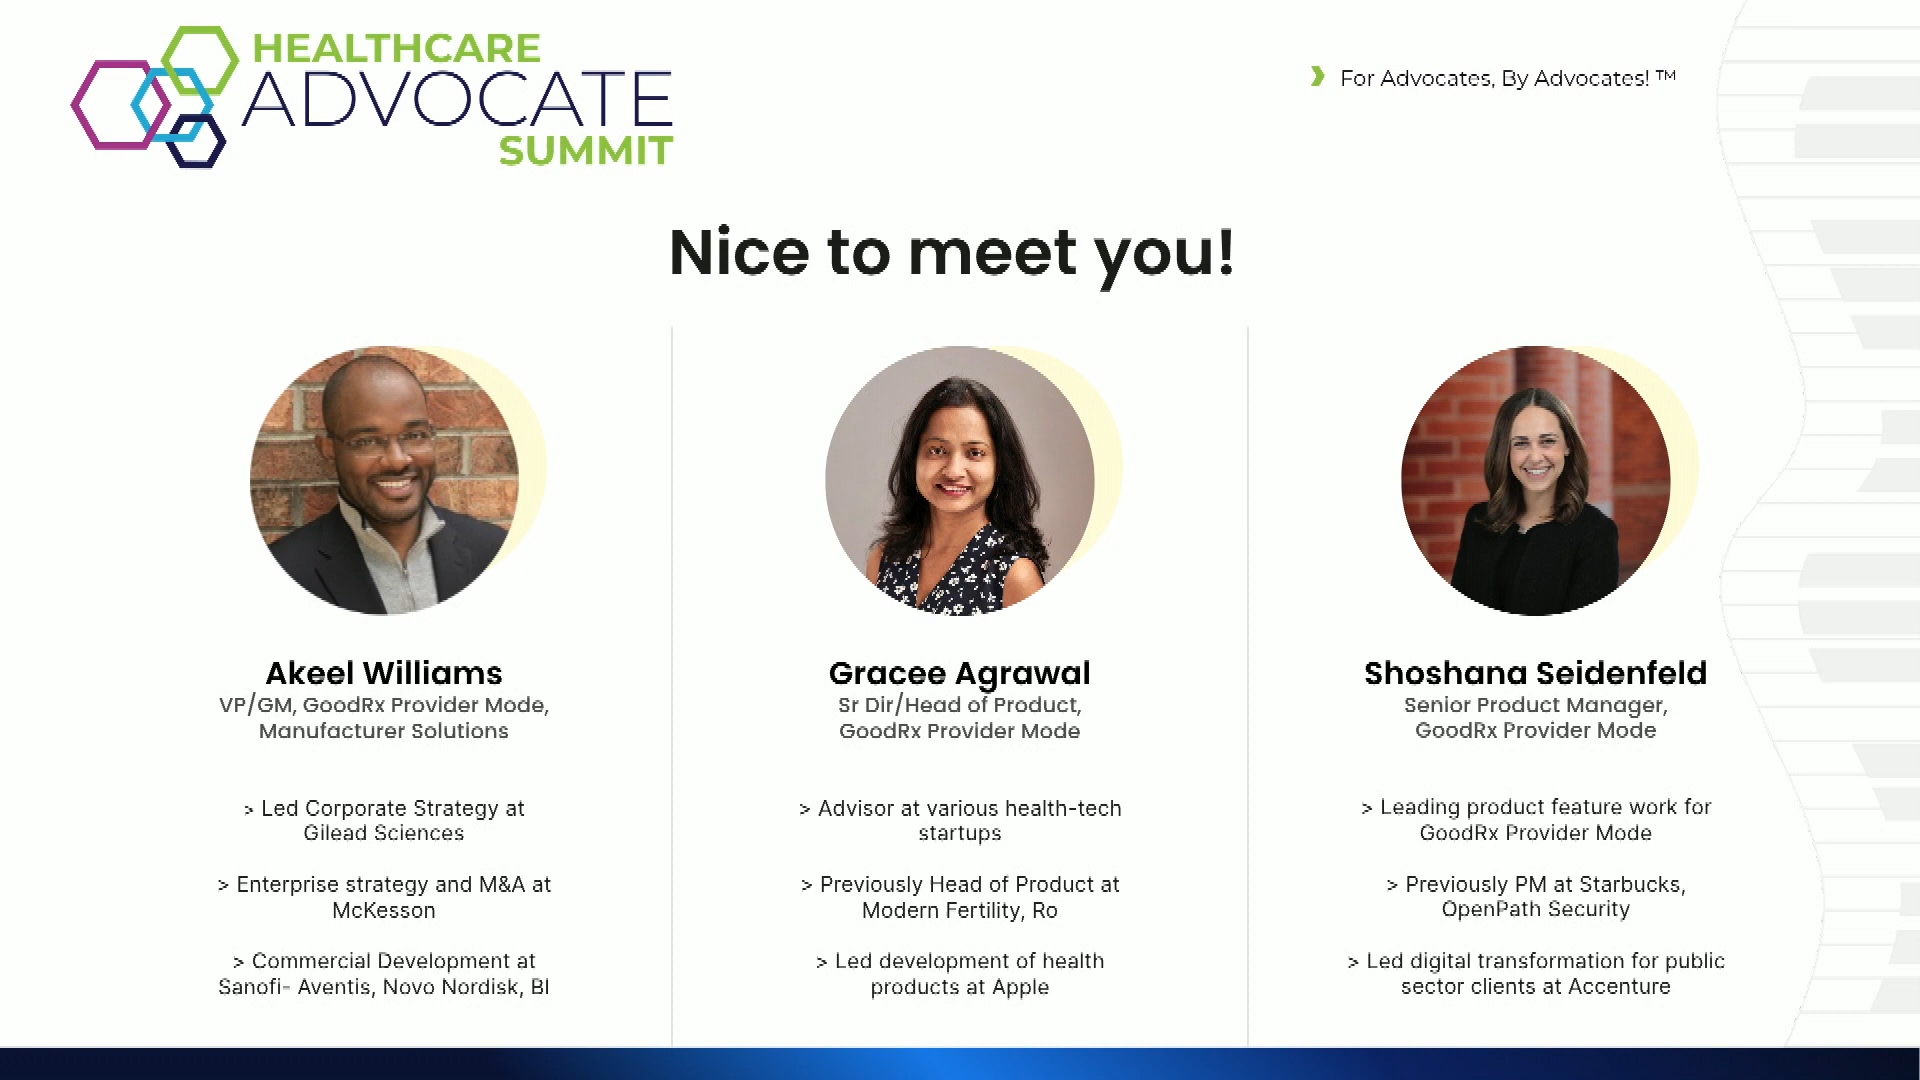 HEALTHCARE
ADVOCATE
SUMMIT
For Advocates, By Advocates! ™
Nice to meet you!
Akeel Williams
VP/GM, GoodRx Provider Mode,
Manufacturer Solutions
> Led Corporate Strategy at
Gilead Sciences
> Enterprise strategy and M&A at
McKesson
> Commercial Development at
Sanofi- Aventis, Novo Nordisk, BI
Gracee Agrawal
Sr Dir/Head of Product,
GoodRx Provider Mode
> Advisor at various health-tech
startups
> Previously Head of Product at
Modern Fertility, Ro
> Led development of health
products at Apple
Shoshana Seidenfeld
Senior Product Manager,
GoodRx Provider Mode
> Leading product feature work for
GoodRx Provider Mode
> Previously PM at Starbucks,
OpenPath Security
> Led digital transformation for public
sector clients at Accenture